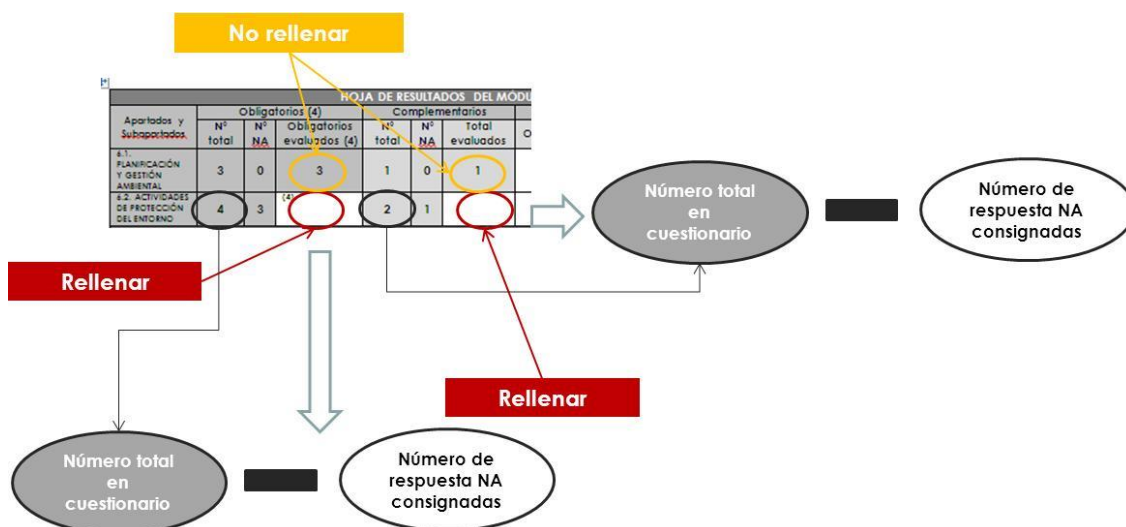 No rellenar
HOJA DE RESULTADOS DEL MÓDU
Apartados y
Subapartados
Obligatorios (4)
Complementarios
Nº
total
Nº
NA
Obligatorios
evaluados (4)
Nº
total
Nº
NA
Total
evaluados
O
6.1.
PLANIFICACIÓN
Y GESTIÓN
AMBIENTAL
3
0
3
1
0
1
6.2. ACTIVIDADES
DE PROTECCIÓN
DEL ENTORNO
4
3
(4)
2
1
Número total
en
cuestionario
Número de
respuesta NA
consignadas
Rellenar
Rellenar
Número total
en
cuestionario
Número de
respuesta NA
consignadas